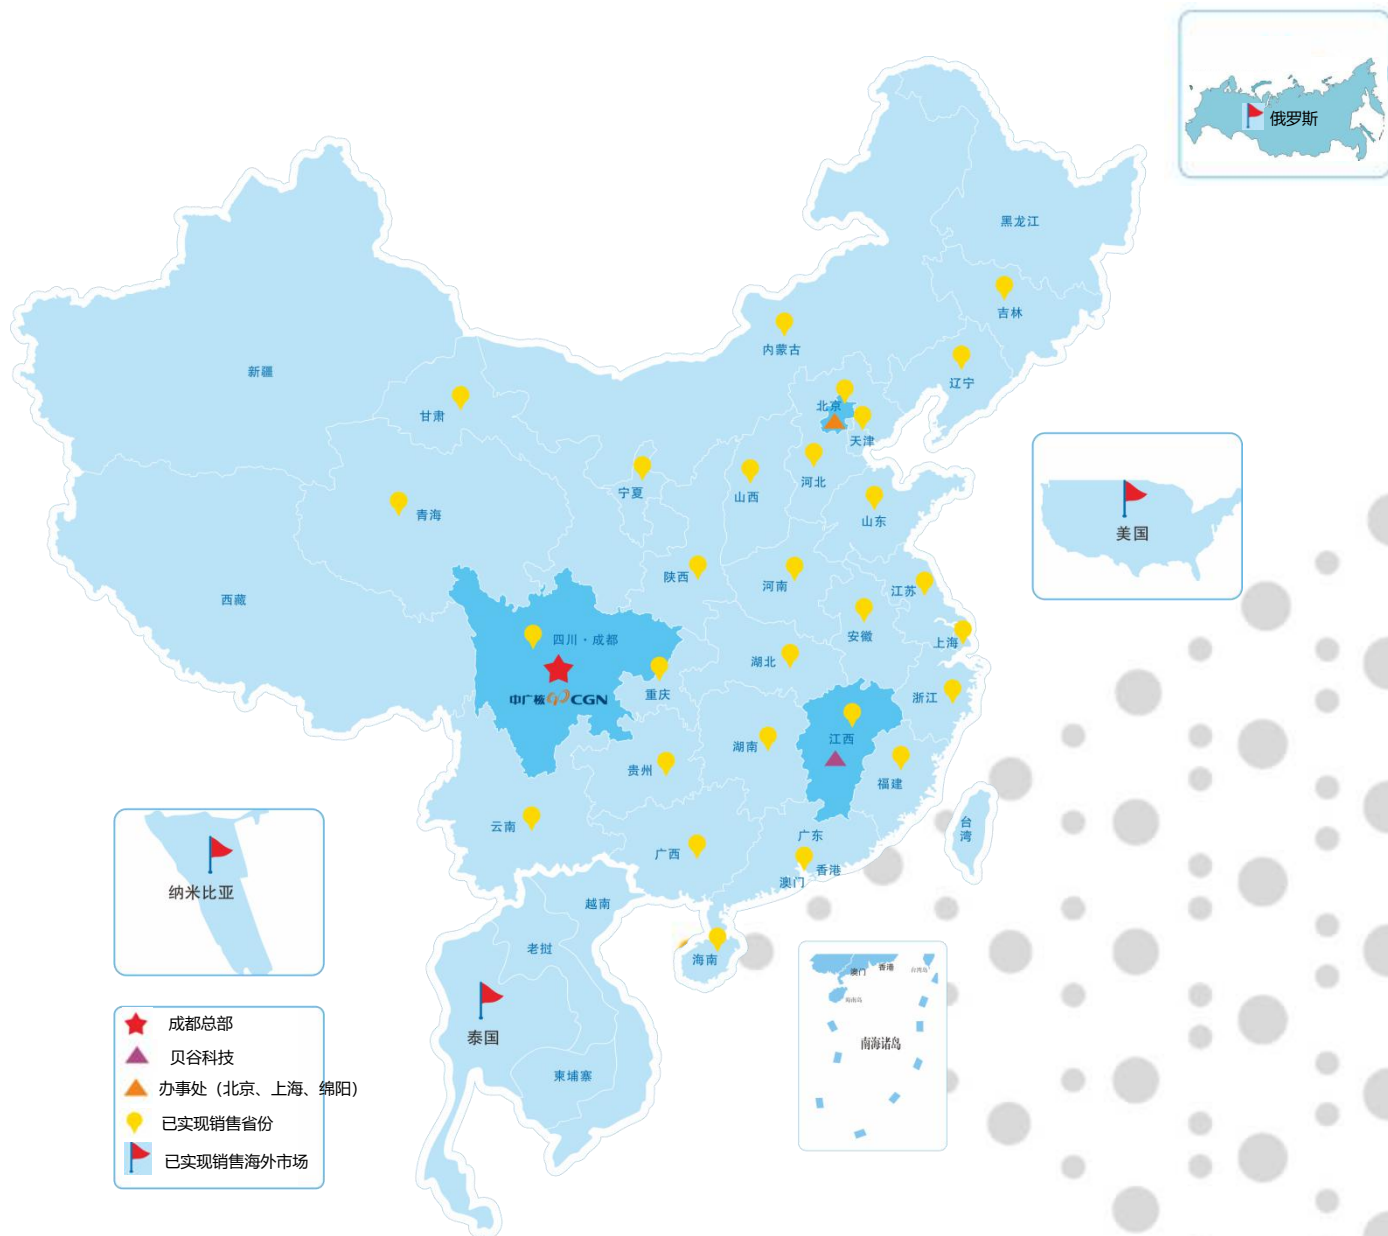 俄罗斯
黑龙江
吉林
内蒙古
辽宁
新疆
北京
甘肃
天津
宁夏
山西
河北
青海
山东
美国
陕西
河南
江苏
西藏
安徽
四川·成都
上海
湖北
重庆
中广核 CGN
浙江
江西
湖南
贵州
福建
云南
台湾
广东
广西
香港
澳门
纳米比亚
越南
老挝
海南
泰国
柬埔寨
澳门
香港
台湾岛
海南岛
南海诸岛
成都总部
贝谷科技
办事处（北京、上海、绵阳）
已实现销售省份
已实现销售海外市场